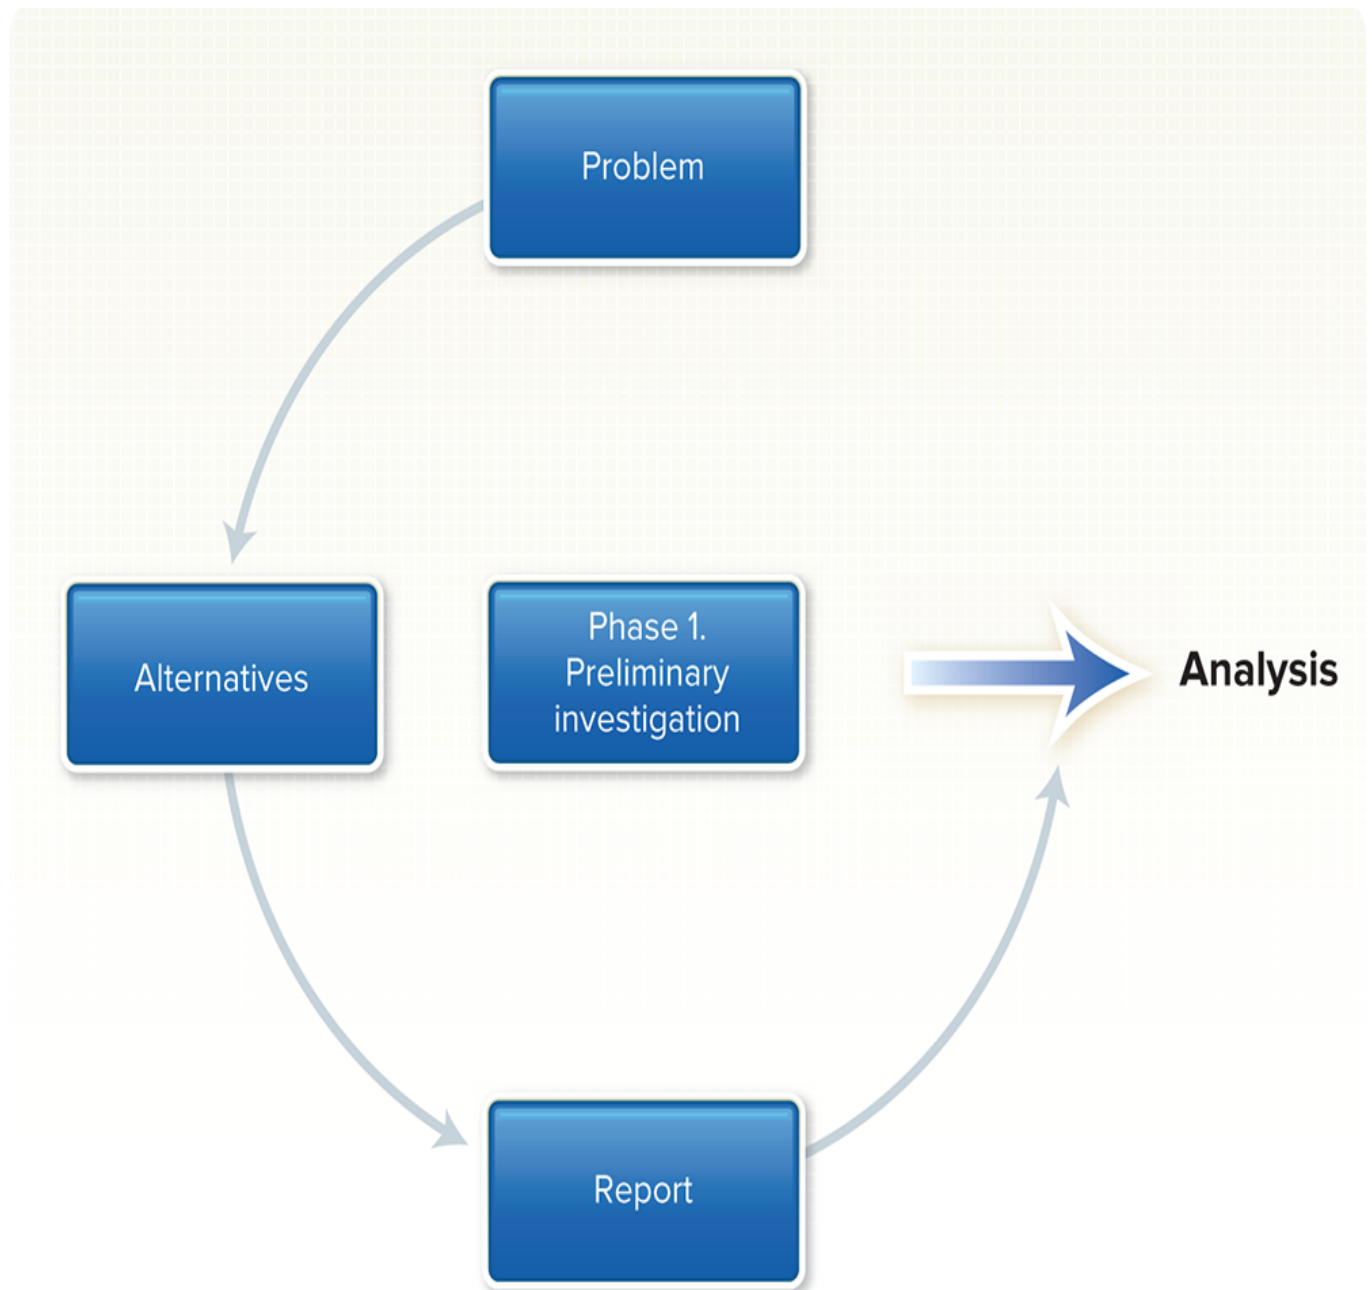 Problem
Alternatives
Phase 1.
Preliminary
investigation
Analysis
Report